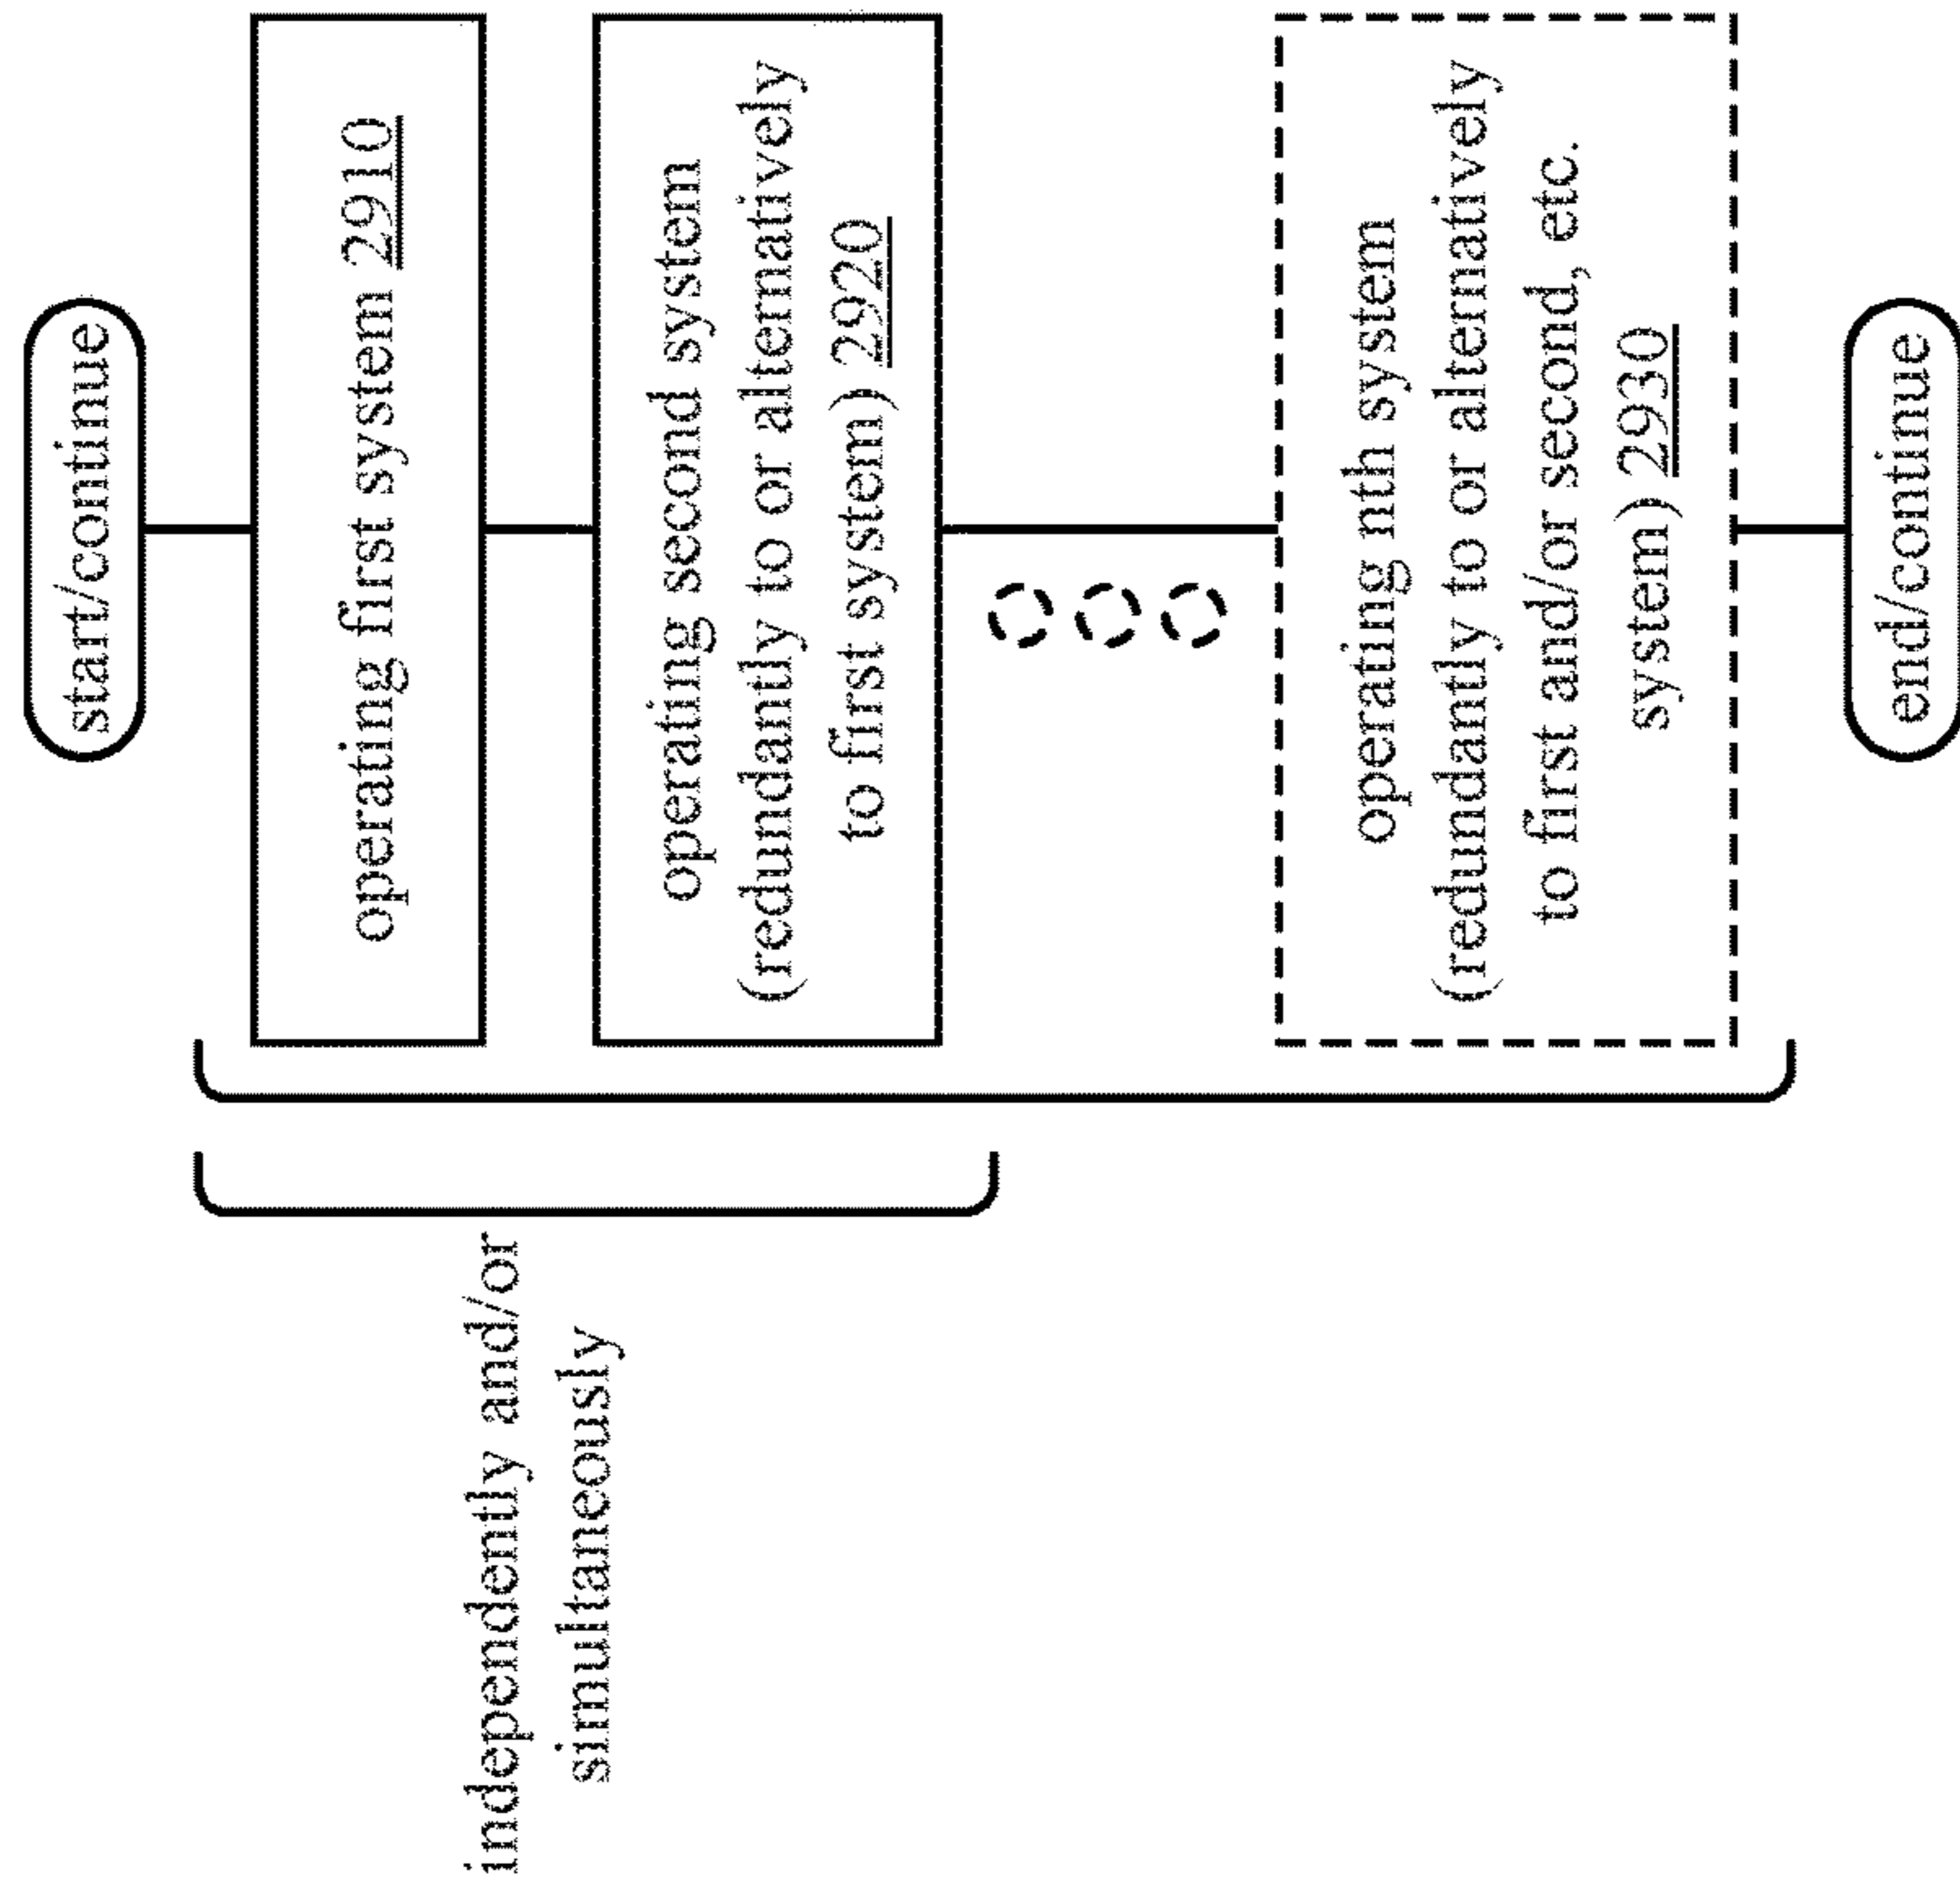 start/continue
operating first system 2910
operating second system
(redundantly to or alternatively
to first system) 2920
operating nth system
(redundantly to or alternatively
to first and/or second, etc.
system) 2930
end/continue
independently and/or
simultaneously